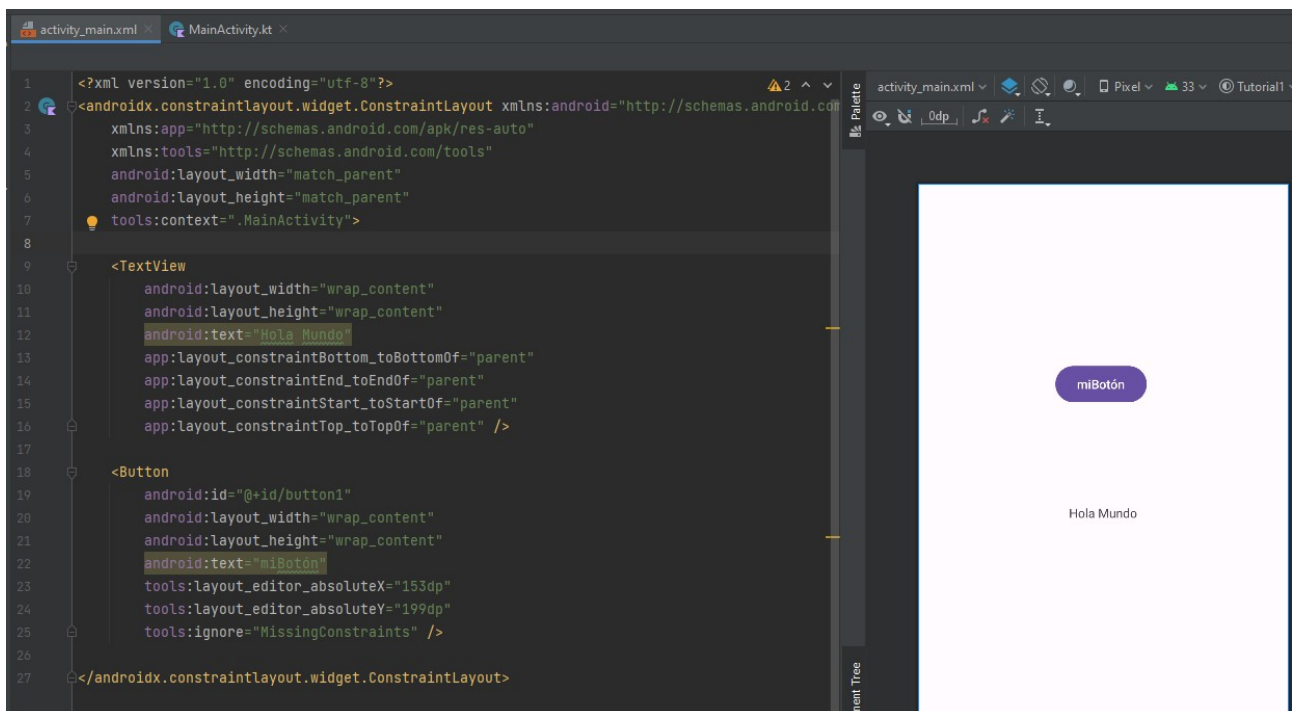 activity_main.xml
MainActivity.kt
1 <?xml version="1.0" encoding="utf-8"?>
2 <androidx.constraintlayout.widget.ConstraintLayout xmlns:android="http://schemas.android.com
3 xmlns:app="http://schemas.android.com/apk/res-auto"
4 xmlns:tools="http://schemas.android.com/tools"
5 android:layout_width="match_parent"
6 android:layout_height="match_parent"
7 tools:context=".MainActivity">
8
9 <TextView
10 android:layout_width="wrap_content"
11 android:layout_height="wrap_content"
12 android:text="Hola Mundo"
13 app:layout_constraintBottom_toBottomOf="parent"
14 app:layout_constraintEnd_toEndOf="parent"
15 app:layout_constraintStart_toStartOf="parent"
16 app:layout_constraintTop_toTopOf="parent" />
17
18 <Button
19 android:id="@+id/button1"
20 android:layout_width="wrap_content"
21 android:layout_height="wrap_content"
22 android:text="miBotón"
23 tools:layout_editor_absoluteX="153dp"
24 tools:layout_editor_absoluteY="199dp"
25 tools:ignore="MissingConstraints" />
26
27 </androidx.constraintlayout.widget.ConstraintLayout>
2
Palette
activity_main.xml Pixel 33 Tutorial1
0dp
miBotón
Hola Mundo
Tree